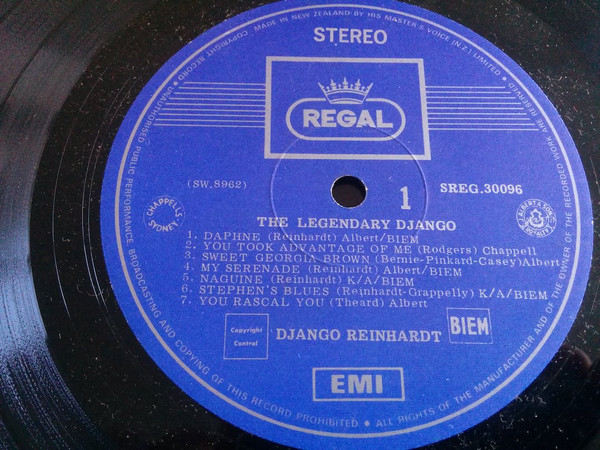 MADE IN NEW ZEALAND BY HIS MASTER'S VOICE N.Z. LIMITED • COPYRIGHT RECORD • UNAUTHORISED PUBLIC PERFORMANCE, BROADCASTING AND COPYING OF THIS RECORD PROHIBITED • ALL RIGHTS OF THE MANUFACTURER AND OF THE OWNER OF THE RECORDED WORK ARE RESERVED
STEREO
REGAL
(SW.8962)
1
SREG.30096
CHAPPELLS SYDNEY
J. ALBERT & SON
THE LEGENDARY DJANGO
1. DAPHNE (Reinhardt) Albert/BIEM
2. YOU TOOK ADVANTAGE OF ME (Rodgers) Chappell
3. SWEET GEORGIA BROWN (Bernie-Pinkard-Casey)Albert
4. MY SERENADE (Reinhardt) Albert/BIEM
5. NAGUINE (Reinhardt) K/A/BIEM
6. STEPHEN'S BLUES (Reinhardt-Grappelly) K/A/BIEM
7. YOU RASCAL YOU (Theard) Albert
Copyright
Control
DJANGO REINHARDT
BIEM
EMI